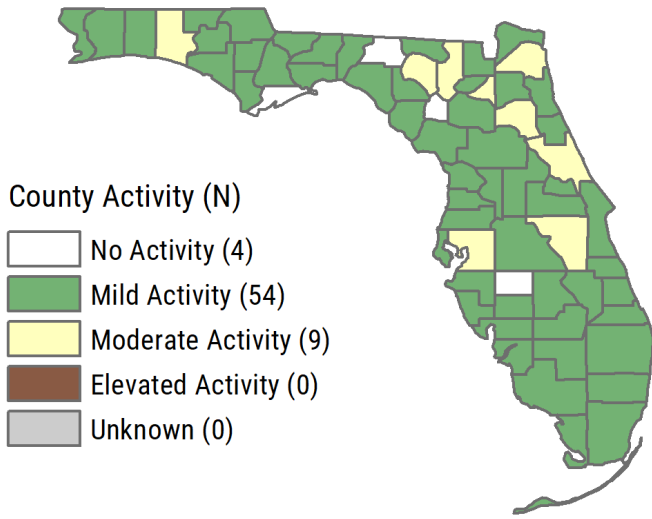 County Activity (N)
No Activity (4)
Mild Activity (54)
Moderate Activity (9)
Elevated Activity (0)
Unknown (0)